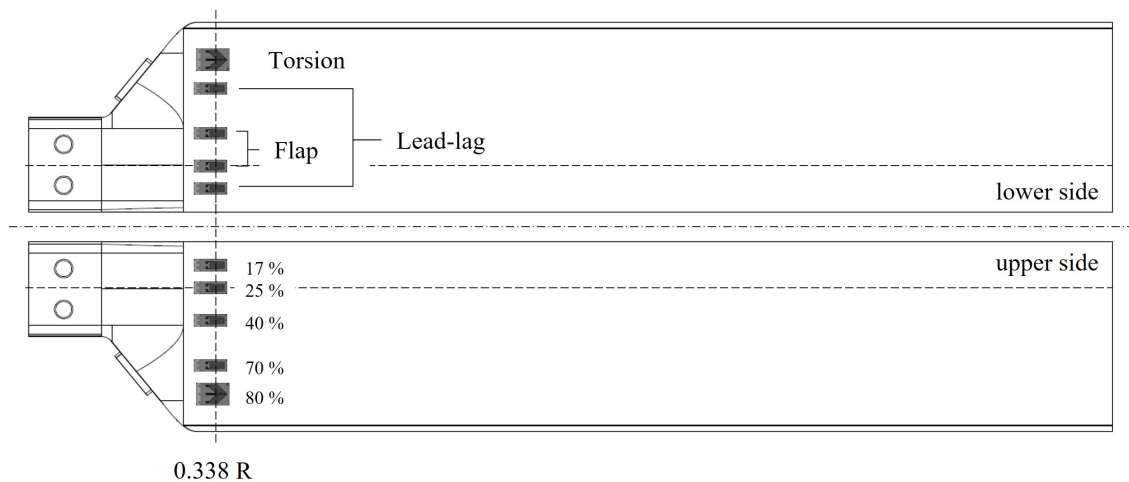 Torsion
Lead-lag
Flap
lower side
upper side
17 %
25 %
40 %
70 %
80 %
0.338 R